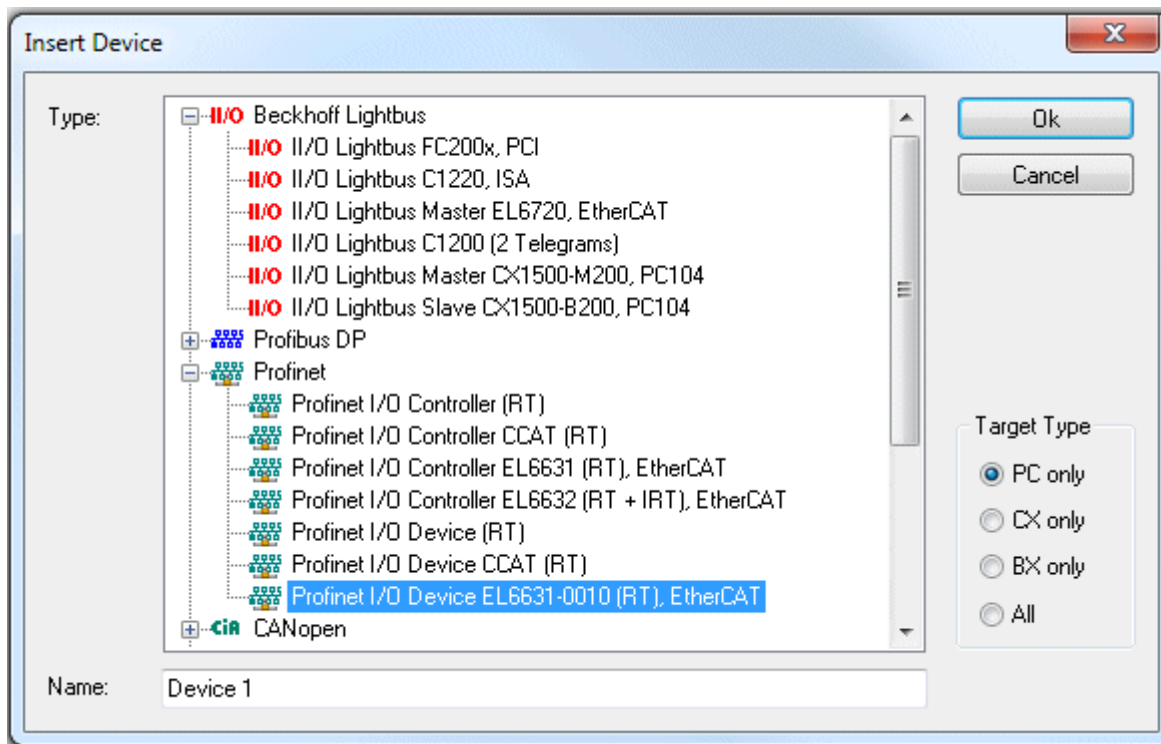 Insert Device
Type:
II/O Beckhoff Lightbus
II/O II/O Lightbus FC200x, PCI
II/O II/O Lightbus C1220, ISA
II/O II/O Lightbus Master EL6720, EtherCAT
II/O II/O Lightbus C1200 (2 Telegrams)
II/O II/O Lightbus Master CX1500-M200, PC104
II/O II/O Lightbus Slave CX1500-B200, PC104
Profibus DP
Profinet
Profinet I/O Controller (RT)
Profinet I/O Controller CCAT (RT)
Profinet I/O Controller EL6631 (RT), EtherCAT
Profinet I/O Controller EL6632 (RT + IRT), EtherCAT
Profinet I/O Device (RT)
Profinet I/O Device CCAT (RT)
Profinet I/O Device EL6631-0010 (RT), EtherCAT
CiA CANopen
Ok
Cancel
Target Type
PC only
CX only
BX only
All
Name:
Device 1